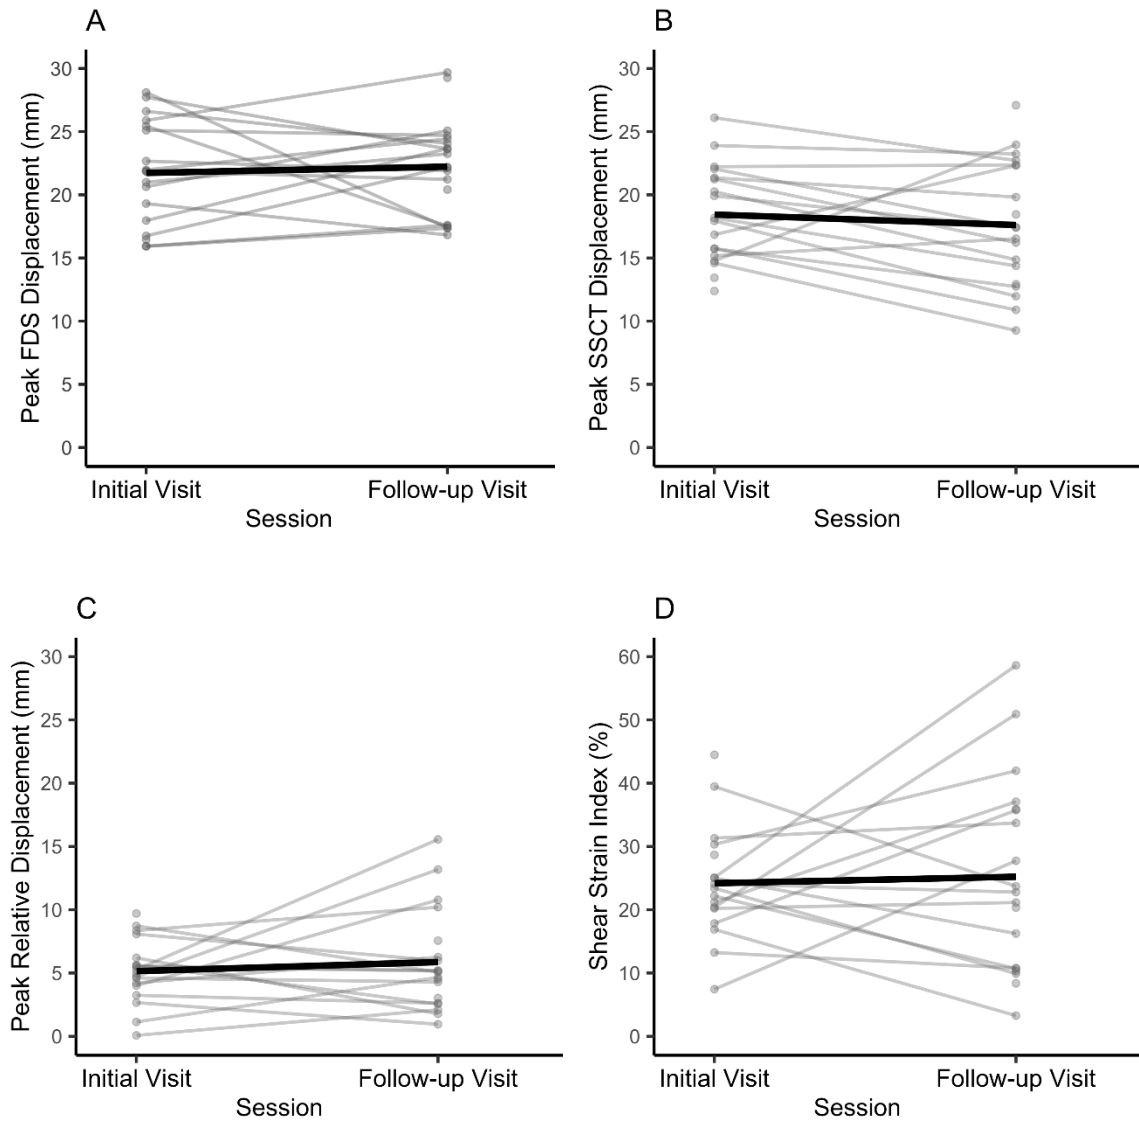 A
Peak FDS Displacement (mm)
30
25
20
15
10
5
0
Initial Visit
Follow-up Visit
Session
B
Peak SSCT Displacement (mm)
30
25
20
15
10
5
0
Initial Visit
Follow-up Visit
Session
C
Peak Relative Displacement (mm)
30
25
20
15
10
5
0
Initial Visit
Follow-up Visit
Session
D
Shear Strain Index (%)
60
50
40
30
20
10
0
Initial Visit
Follow-up Visit
Session